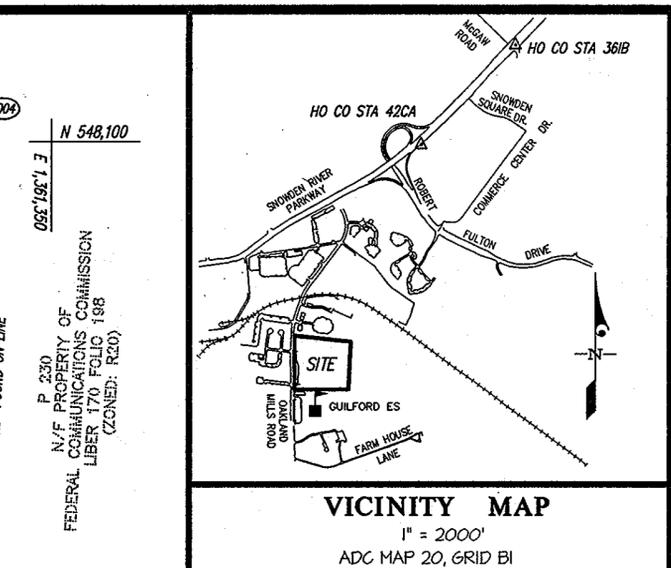 004
N 548,100
E 1,361,350
P 230
N/F PROPERTY OF
FEDERAL COMMUNICATIONS COMMISSION
LIBER 170 FOLIO 198
(ZONED: R20)
McGAW
ROAD
HO CO STA 361B
SNOWDEN
SQUARE DR.
HO CO STA 42CA
COMMERCE CENTER DR.
SNOWDEN RIVER
PARKWAY
ROBERT
FULTON
DRIVE
N
SITE
GUILFORD ES
OAKLAND
MILLS ROAD
FARM HOUSE
LANE
VICINITY MAP
1" = 2000'
ADC MAP 20, GRID B1